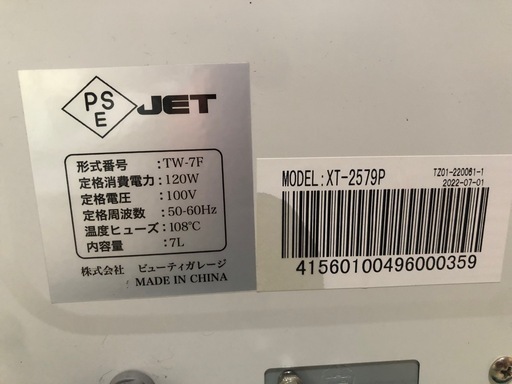 PS
E
JET
形式番号 :TW-7F
定格消費電力:120W
定格電圧 :100V
定格周波数 :50-60Hz
温度ヒューズ :108℃
内容量 :7L
株式会社 ビューティガレージ
MADE IN CHINA
MODEL:XT-2579P
TZ01-220061-1
2022-07-01
41560100496000359